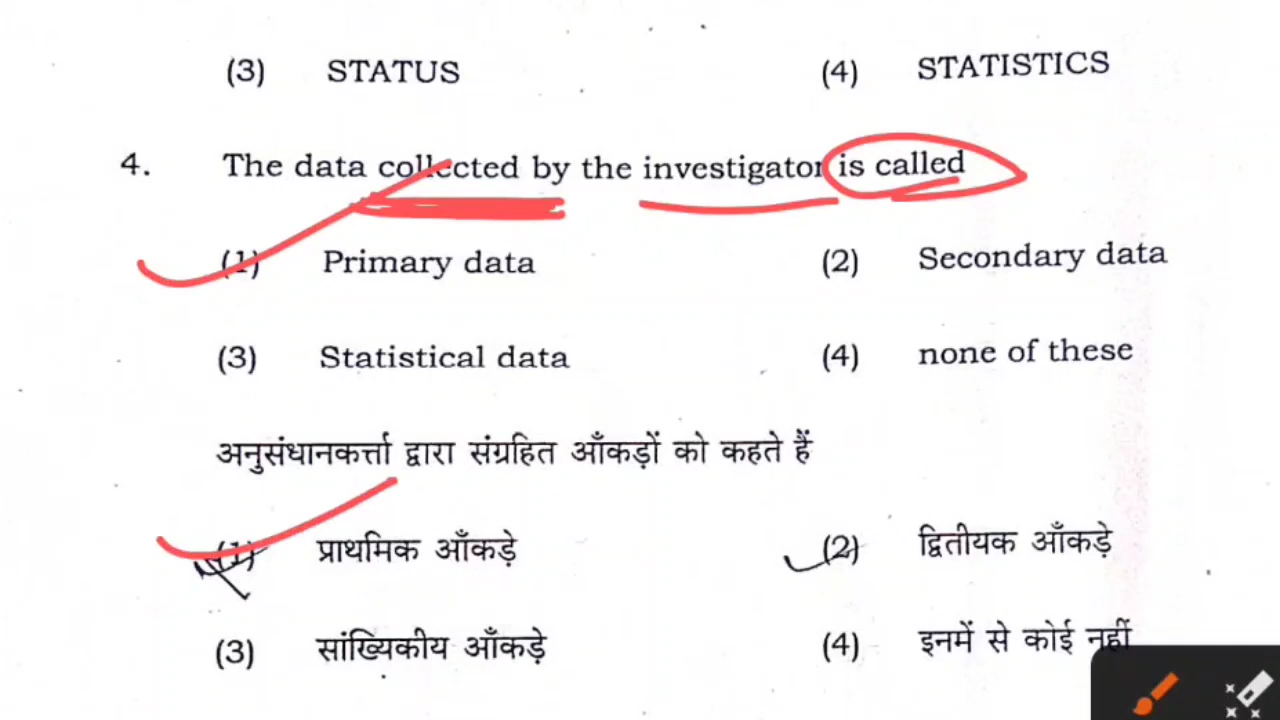 (3) STATUS (4) STATISTICS
4. The data collected by the investigator is called
(1) Primary data (2) Secondary data
(3) Statistical data (4) none of these
अनुसंधानकर्त्ता द्वारा संग्रहित आँकड़ों को कहते हैं
(1) प्राथमिक आँकड़े (2) द्वितीयक आँकड़े
(3) सांख्यिकीय आँकड़े (4) इनमें से कोई नहीं